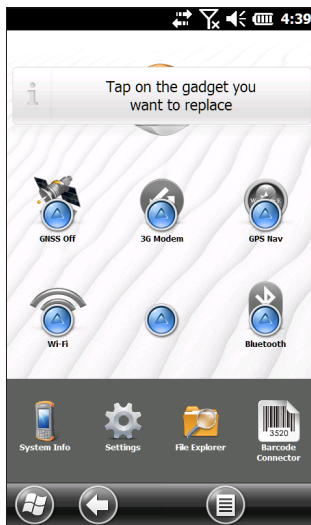 4:39
Tap on the gadget you
want to replace
GNSS Off
3G Modem
GPS Nav
Wi-Fi
Bluetooth
System Info
Settings
File Explorer
Barcode
Connector
3520